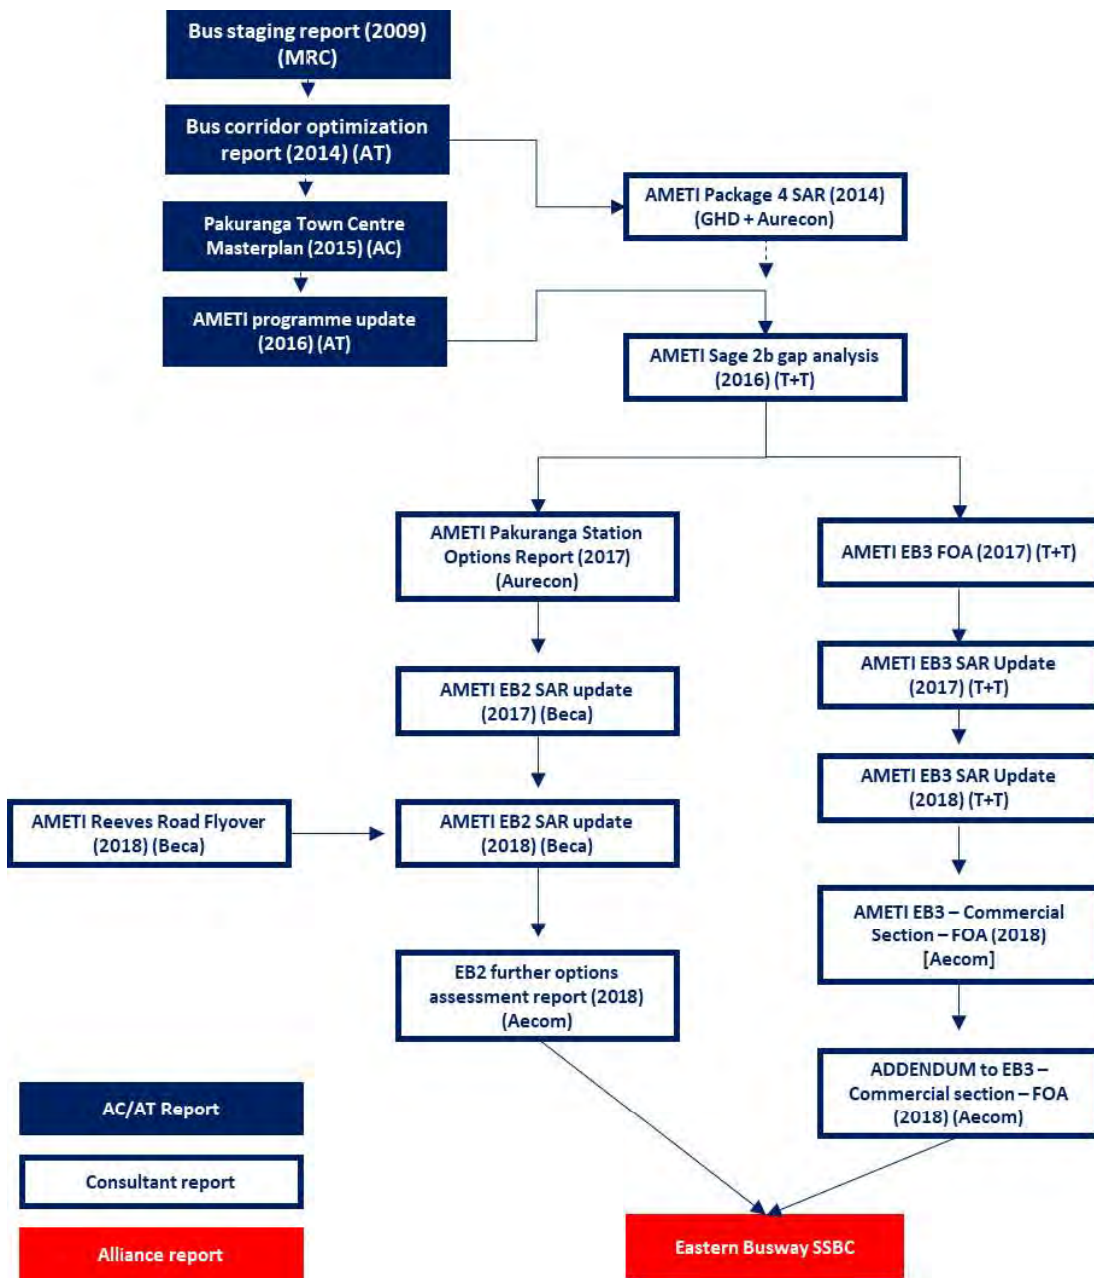 Bus staging report (2009)
(MRC)
Bus corridor optimization
report (2014) (AT)
AMETI Package 4 SAR (2014)
(GHD + Aurecon)
Pakuranga Town Centre
Masterplan (2015) (AC)
AMETI programme update
(2016) (AT)
AMETI Sage 2b gap analysis
(2016) (T+T)
AMETI Pakuranga Station
Options Report (2017)
(Aurecon)
AMETI EB3 FOA (2017) (T+T)
AMETI EB2 SAR update
(2017) (Beca)
AMETI EB3 SAR Update
(2017) (T+T)
AMETI Reeves Road Flyover
(2018) (Beca)
AMETI EB2 SAR update
(2018) (Beca)
AMETI EB3 SAR Update
(2018) (T+T)
EB2 further options
assessment report (2018)
(Aecom)
AMETI EB3 – Commercial
Section – FOA (2018)
[Aecom]
ADDENDUM to EB3 –
Commercial section – FOA
(2018) (Aecom)
AC/AT Report
Consultant report
Alliance report
Eastern Busway SSBC